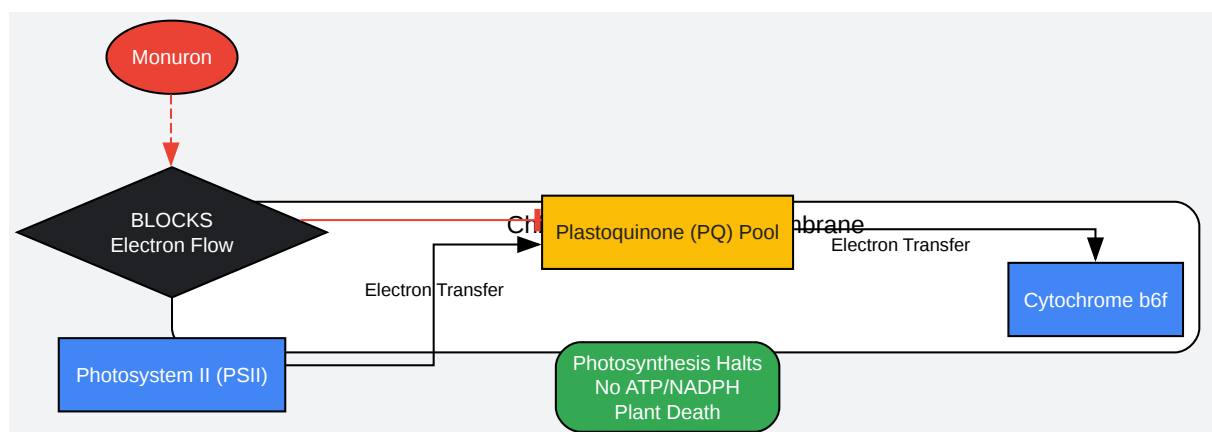 Monuron
BLOCKS
Electron Flow
Plastoquinone (PQ) Pool
Electron Transfer
Electron Transfer
Cytochrome b6f
Photosystem II (PSII)
Photosynthesis Halts
No ATP/NADPH
Plant Death